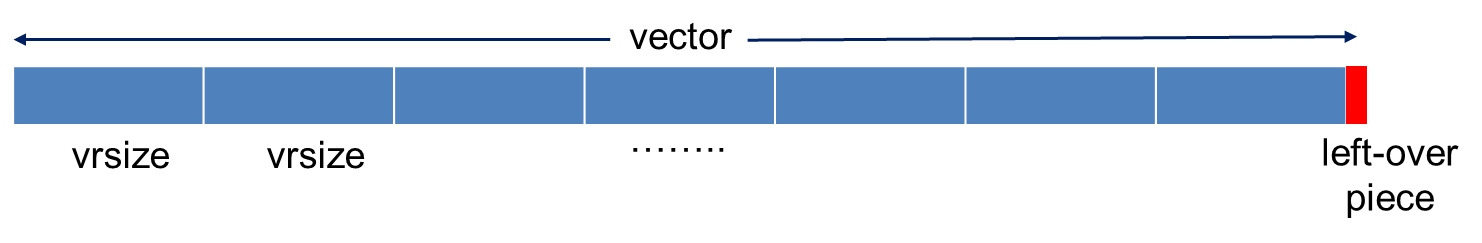 vector
vrsize
vrsize
........
left-over
piece